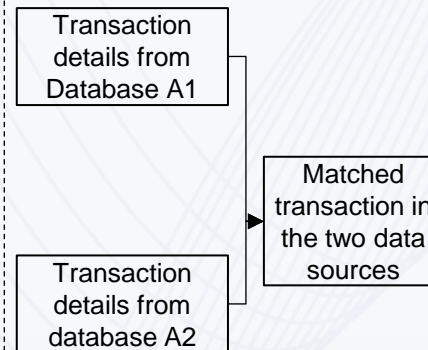 Transaction
details from
Database A1
Matched
transaction in
the two data
sources
Transaction
details from
database A2